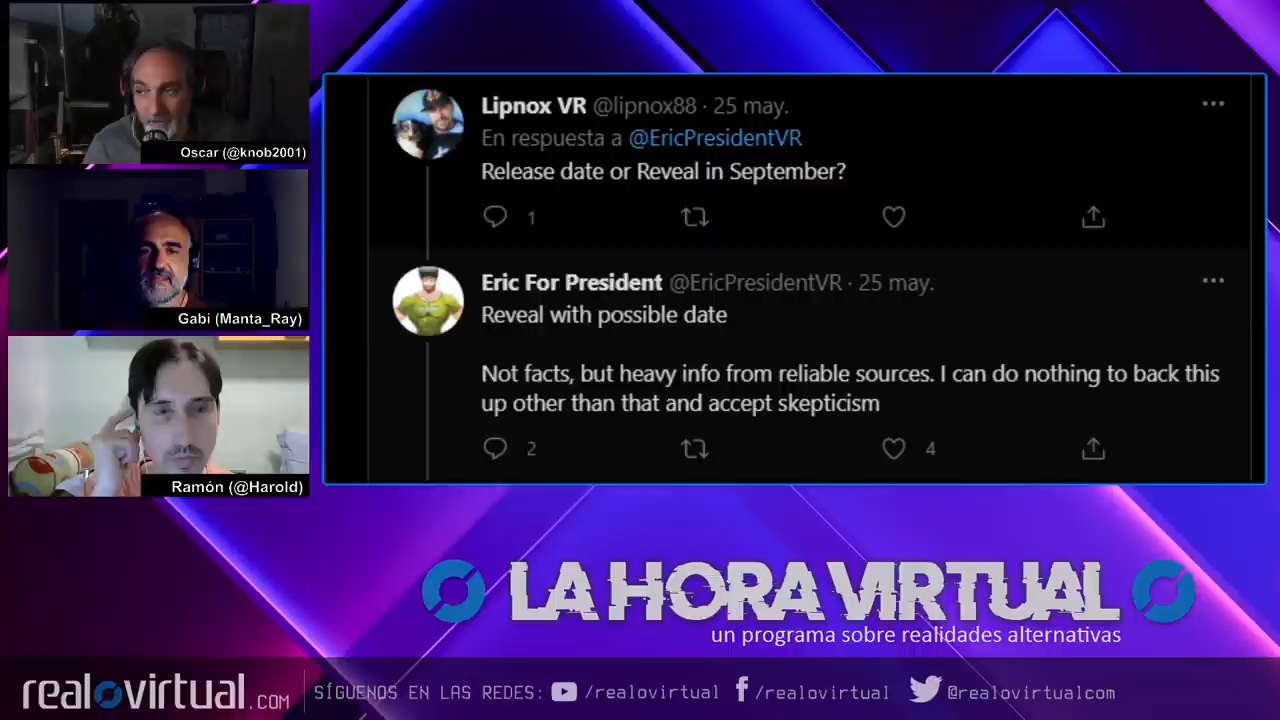 Oscar (@knob2001)
Gabi (Manta_Ray)
Ramón (@Harold)
Lipnox VR @lipnox88 · 25 may.
En respuesta a @EricPresidentVR
Release date or Reveal in September?
1
Eric For President @EricPresidentVR · 25 may.
Reveal with possible date
Not facts, but heavy info from reliable sources. I can do nothing to back this
up other than that and accept skepticism
2 4
LA HORA VIRTUAL
un programa sobre realidades alternativas
realovirtual.COM SÍGUENOS EN LAS REDES: /realovirtual /realovirtual @realovirtual